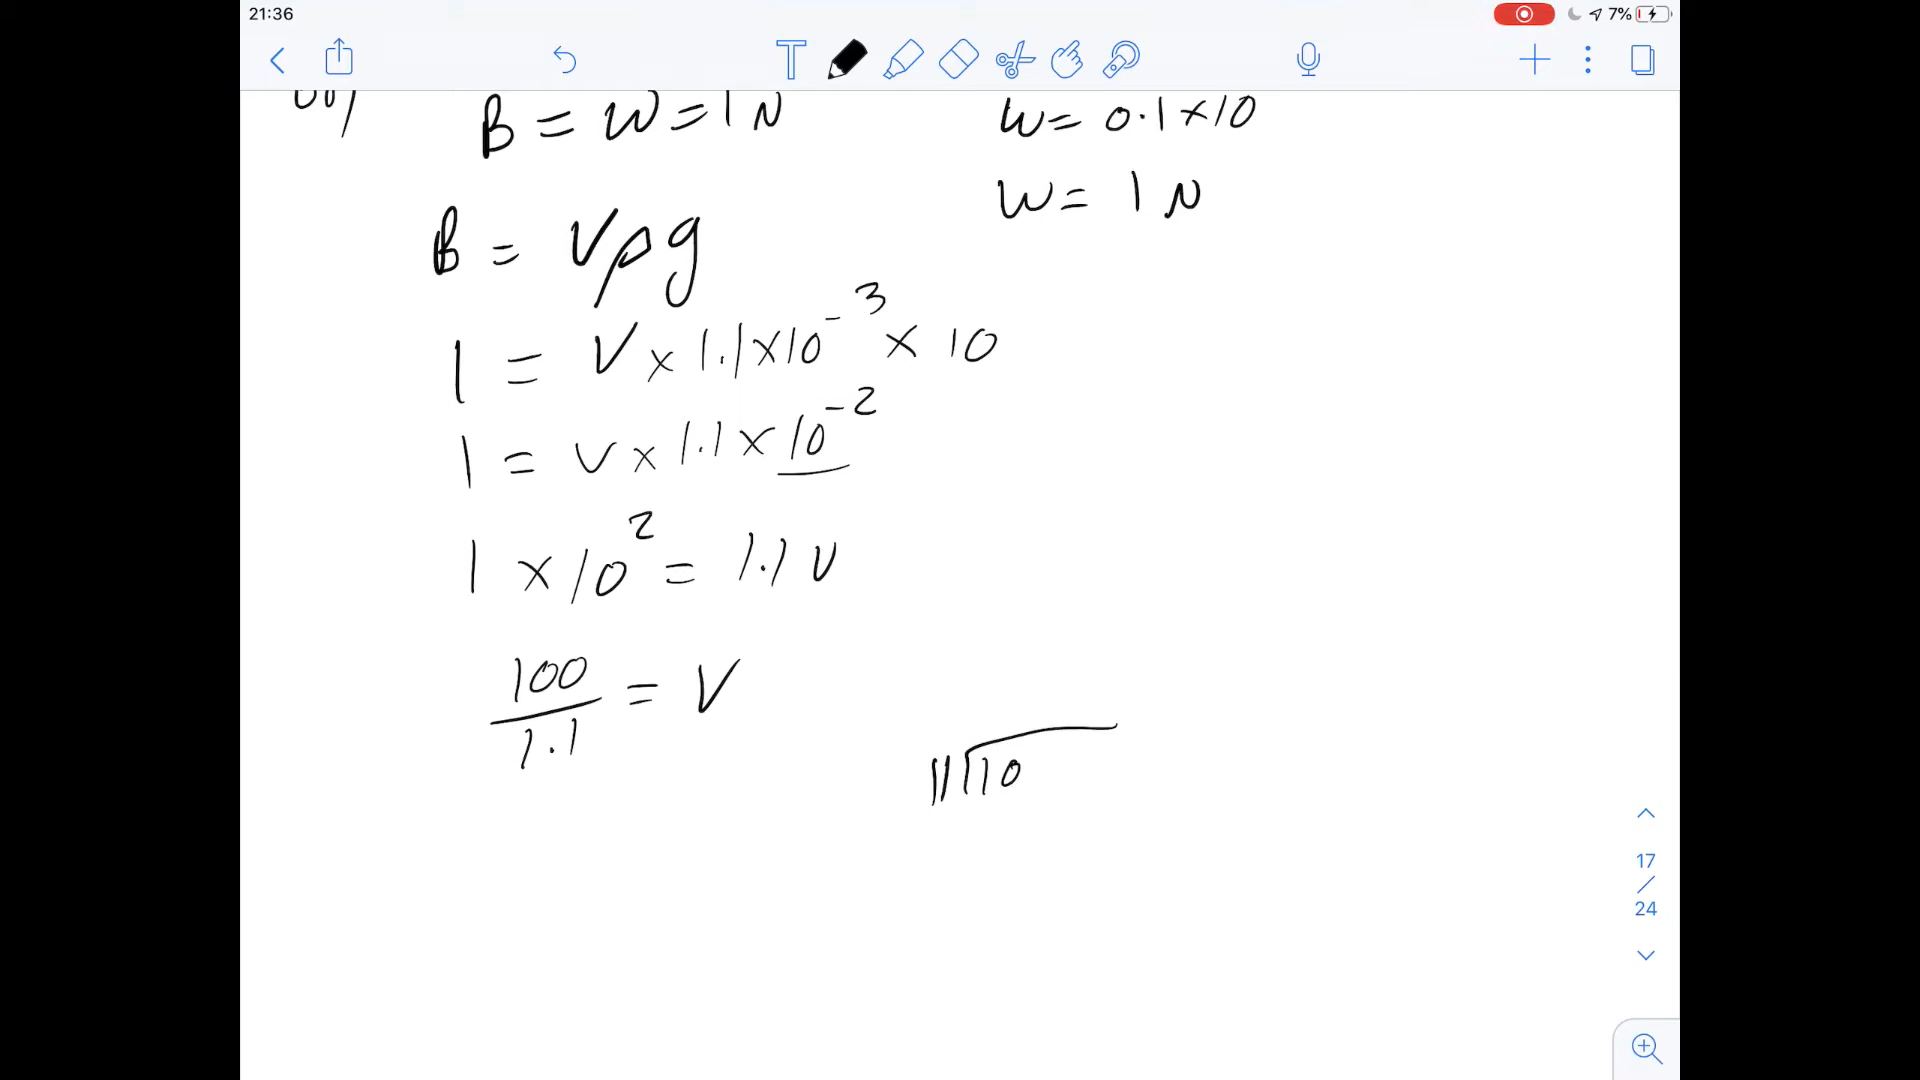 21:36
7%
B = W = 1 N
W = 0.1 × 10
W = 1 N
B = Vρg
1 = V × 1.1 × 10⁻³ × 10
1 = V × 1.1 × 10⁻²
1 × 10² = 1.1 V
100/1.1 = V
11⟌10
17
/
24